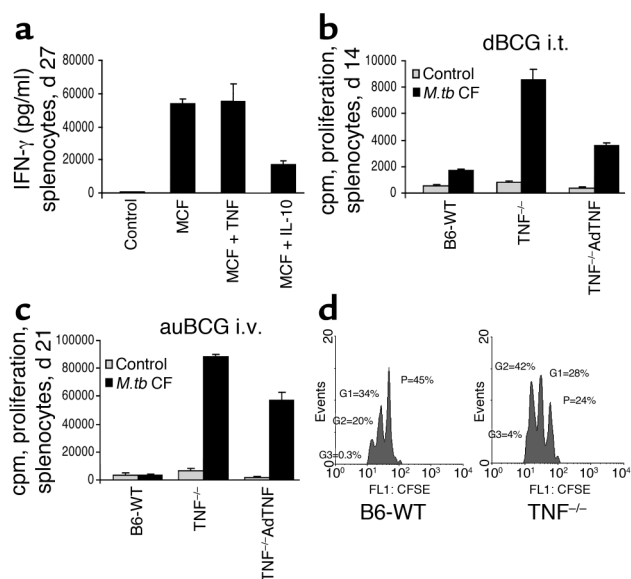 a
IFN-γ (pg/ml)
splenocytes, d 27
80000
60000
40000
20000
0
Control
MCF
MCF + TNF
MCF + IL-10
b
dBCG i.t.
cpm, proliferation,
splenocytes, d 14
10000
8000
6000
4000
2000
0
Control
M.tb CF
B6-WT
TNF-/-
TNF-/-AdTNF
c
auBCG i.v.
cpm, proliferation,
splenocytes, d 21
100000
80000
60000
40000
20000
0
Control
M.tb CF
B6-WT
TNF-/-
TNF-/-AdTNF
d
20
Events
0
P=45%
G1=34%
G2=20%
G3=0.3%
10⁰ 10¹ 10² 10³ 10⁴
FL1: CFSE
B6-WT
20
Events
0
G2=42%
G1=28%
P=24%
G3=4%
10⁰ 10¹ 10² 10³ 10⁴
FL1: CFSE
TNF-/-